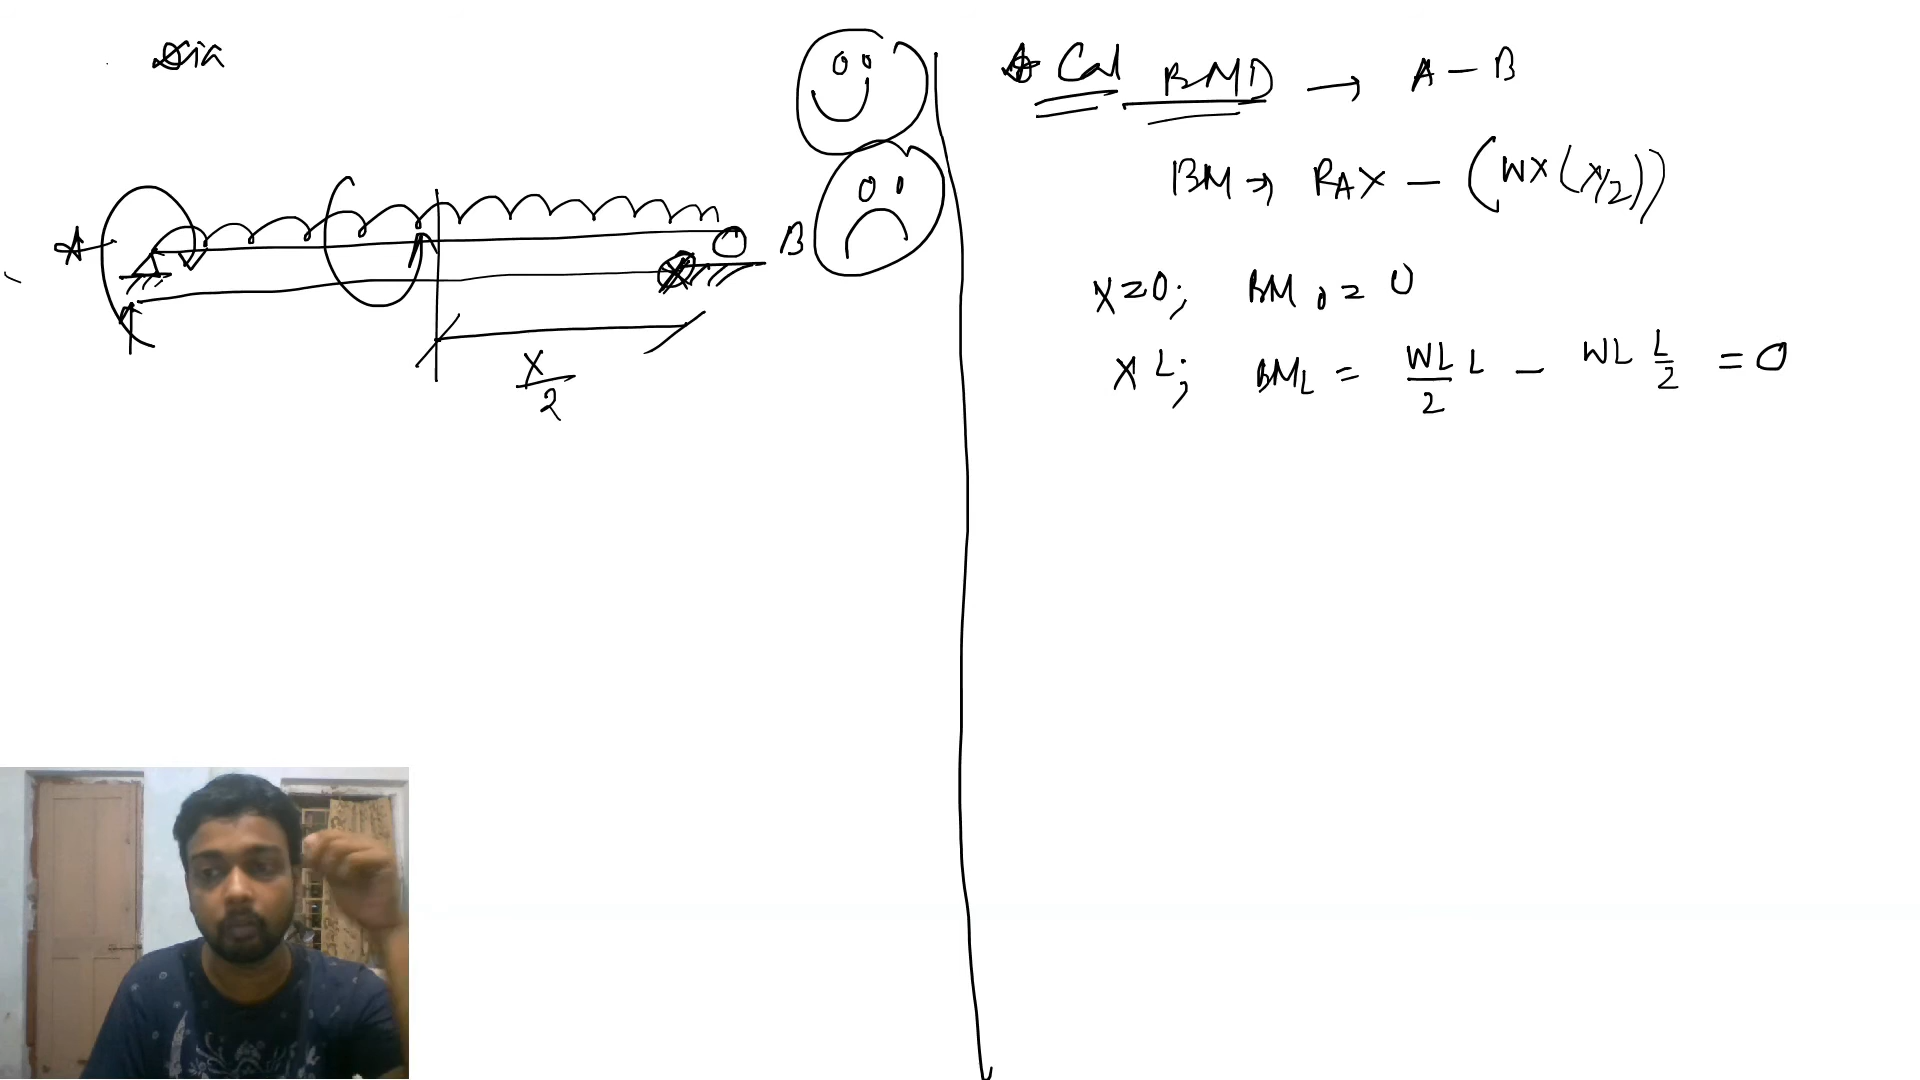 Dia
A
B
X/2
Cal BMD → A - B
BM → RAX - (WX(X/2))
X=0; BM0 = 0
X L; BML = WL/2 L - WL L/2 = 0